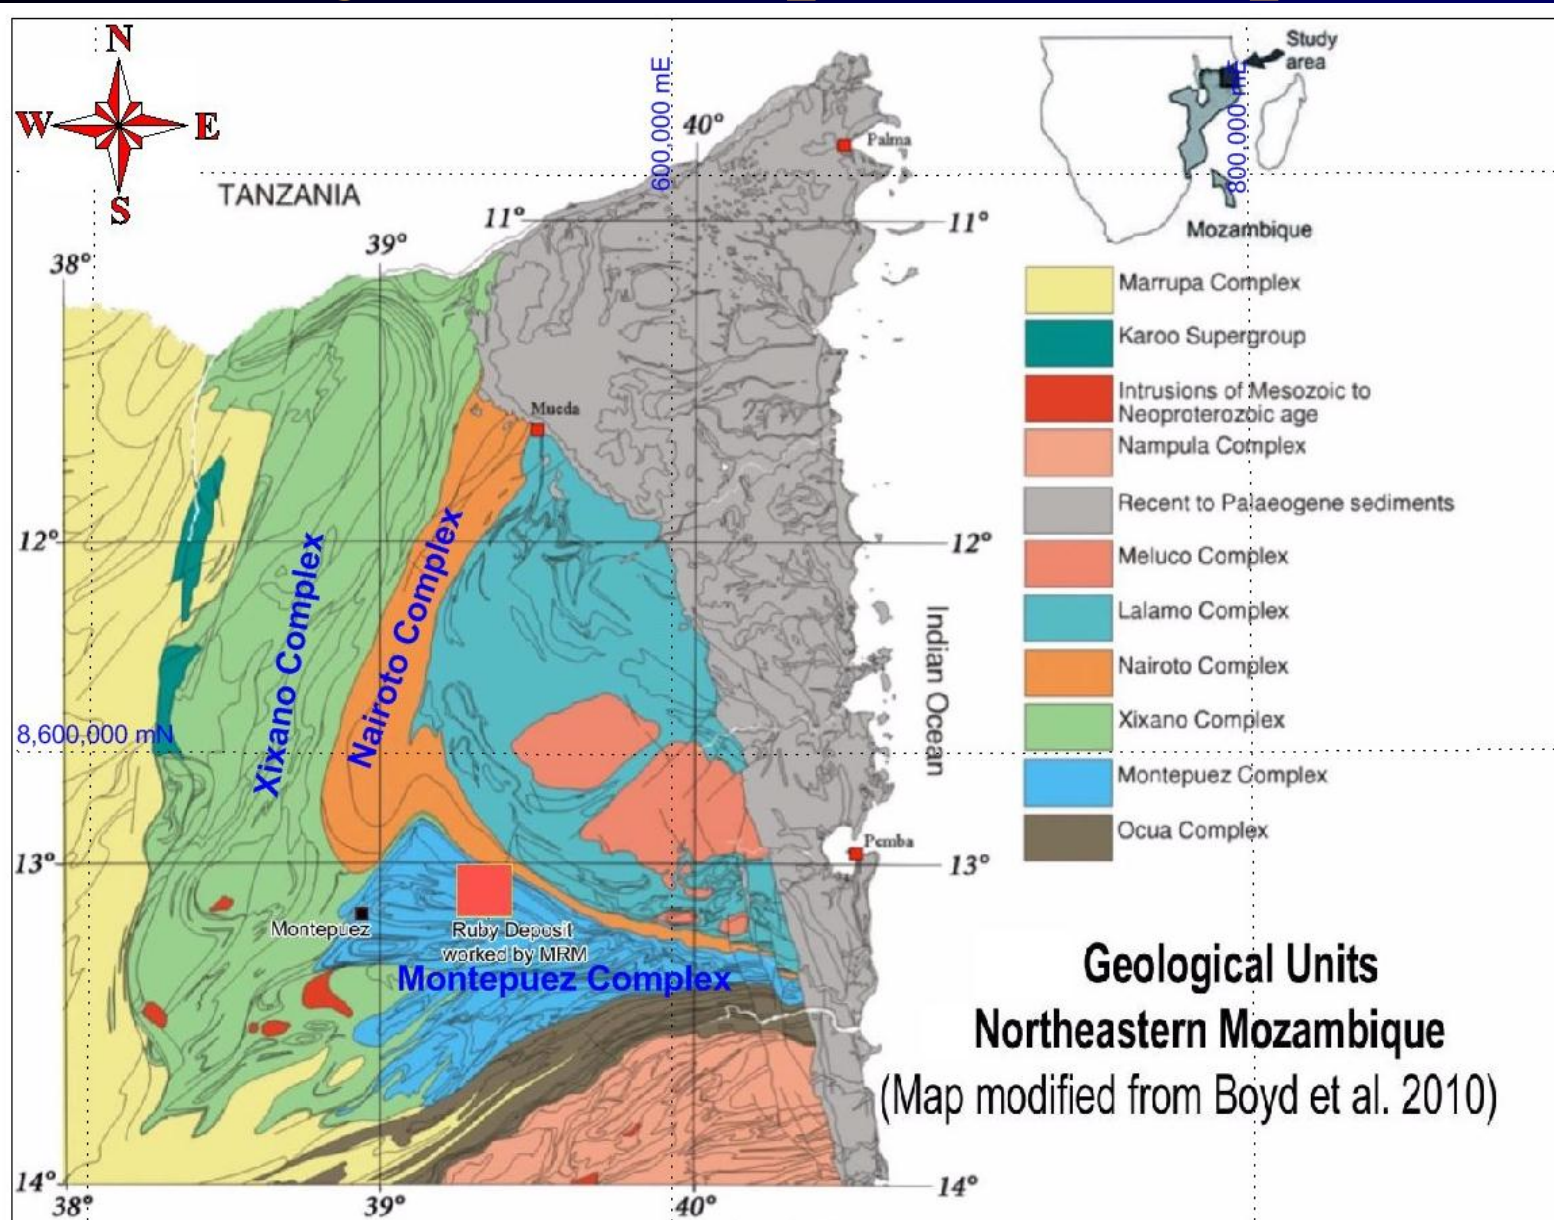 N
W E
S
TANZANIA
600,000 mE
800,000 mE
40°
Palma
Study
area
Mozambique
11°
11°
39°
38°
Mueda
12°
12°
Xixano Complex
Nairoto Complex
Indian Ocean
8,600,000 mN
Pemba
13°
13°
Montepuez
Ruby Deposit
worked by MRM
Montepuez Complex
14°
14°
38°
39°
40°
Marrupa Complex
Karoo Supergroup
Intrusions of Mesozoic to
Neoproterozoic age
Nampula Complex
Recent to Palaeogene sediments
Meluco Complex
Lalamo Complex
Nairoto Complex
Xixano Complex
Montepuez Complex
Ocua Complex
Geological Units
Northeastern Mozambique
(Map modified from Boyd et al. 2010)